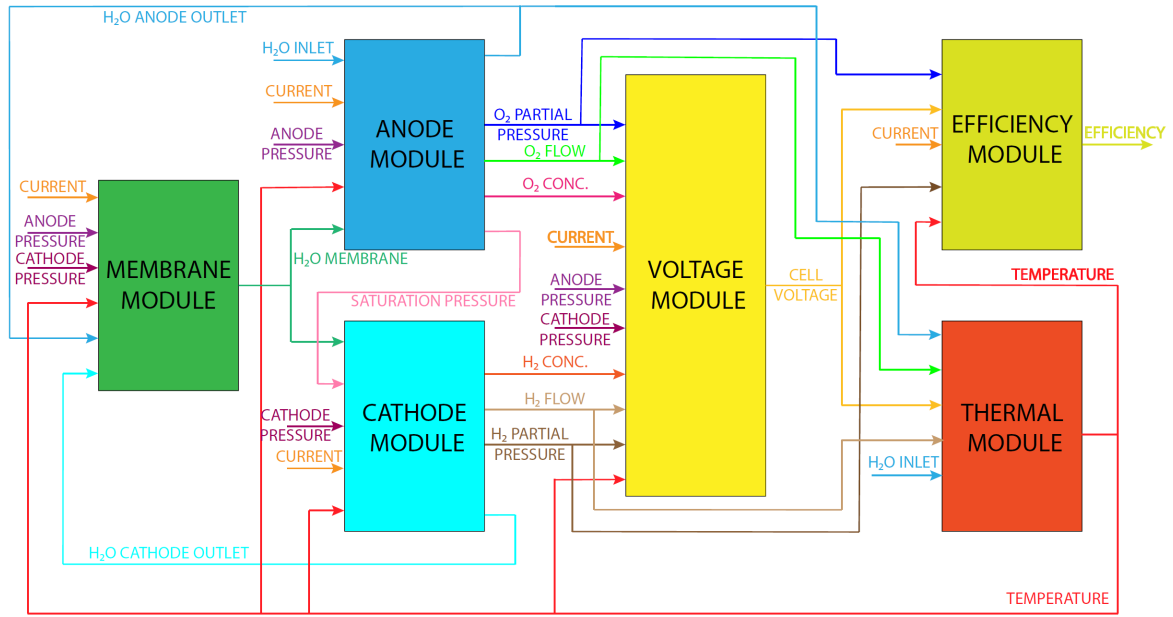 H₂O ANODE OUTLET
H₂O INLET
CURRENT
ANODE
PRESSURE
ANODE
MODULE
O₂ PARTIAL
PRESSURE
O₂ FLOW
O₂ CONC.
CURRENT
ANODE
PRESSURE
CATHODE
PRESSURE
MEMBRANE
MODULE
H₂O MEMBRANE
SATURATION PRESSURE
CURRENT
ANODE
PRESSURE
CATHODE
PRESSURE
VOLTAGE
MODULE
CELL
VOLTAGE
EFFICIENCY
MODULE
CURRENT
EFFICIENCY
TEMPERATURE
CATHODE
PRESSURE
CURRENT
CATHODE
MODULE
H₂ CONC.
H₂ FLOW
H₂ PARTIAL
PRESSURE
THERMAL
MODULE
H₂O INLET
H₂O CATHODE OUTLET
TEMPERATURE